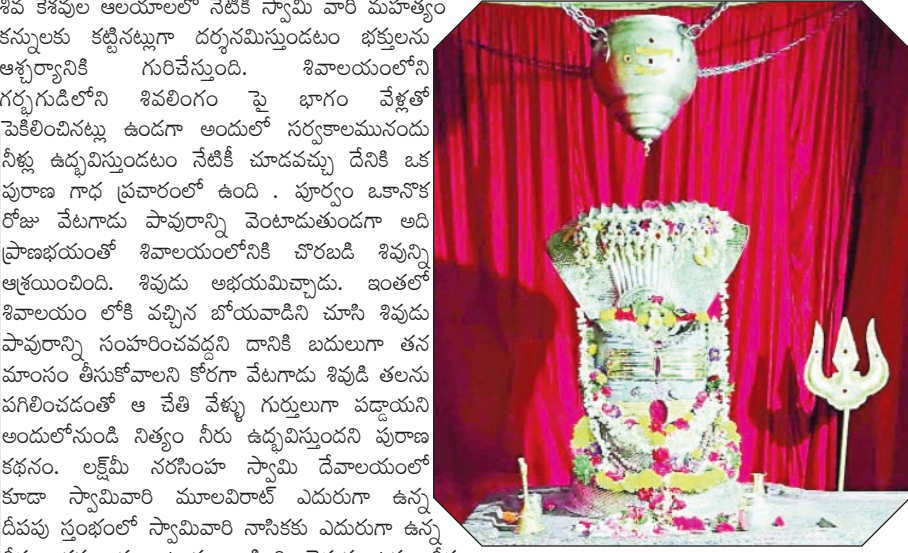 శివ కేశవుల ఆలయాలలో నేటికీ స్వామి వారి మహత్యం
కన్నులకు కట్టినట్లుగా దర్శనమిస్తుండటం భక్తులను
ఆశ్చర్యానికి గురిచేస్తుంది. శివాలయంలోని
గర్భగుడిలోని శివలింగం పై భాగం వేళ్లతో
పెకిలించినట్లు ఉండగా అందులో సర్వకాలమునందు
నీళ్లు ఉద్భవిస్తుండటం నేటికీ చూడవచ్చు దేనికి ఒక
పురాణ గాధ ప్రచారంలో ఉంది . పూర్వం ఒకానొక
రోజు వేటగాడు పావురాన్ని వెంటాడుతుండగా అది
ప్రాణభయంతో శివాలయంలోనికి చొరబడి శివున్ని
ఆశ్రయించింది. శివుడు అభయమిచ్చాడు. ఇంతలో
శివాలయం లోకి వచ్చిన బోయవాడిని చూసి శివుడు
పావురాన్ని సంహరించవద్దని దానికి బదులుగా తన
మాంసం తీసుకోవాలని కోరగా వేటగాడు శివుడి తలను
పగిలించడంతో ఆ చేతి వేళ్ళు గుర్తులుగా పడ్డాయని
అందులోనుండి నిత్యం నీరు ఉద్భవిస్తుందని పురాణ
కథనం. లక్ష్మీ నరసింహ స్వామి దేవాలయంలో
కూడా స్వామివారి మూలవిరాట్ ఎదురుగా ఉన్న
దీపపు స్తంభంలో స్వామివారి నాసికకు ఎదురుగా ఉన్న